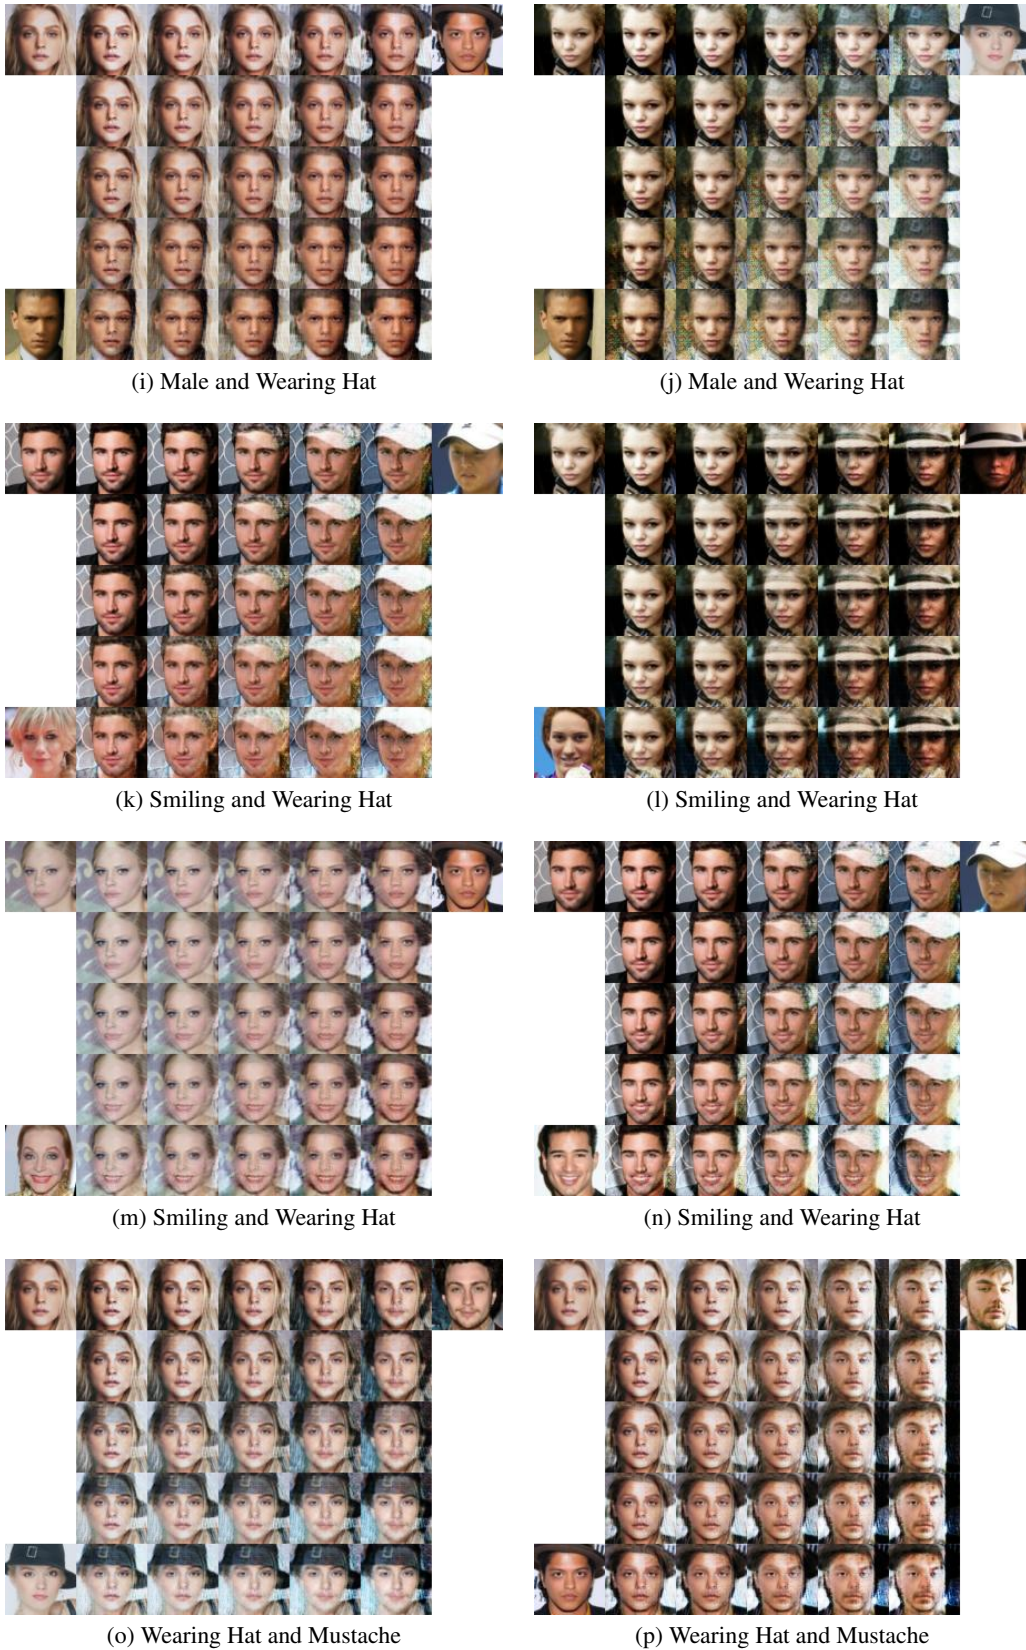 (i) Male and Wearing Hat
(j) Male and Wearing Hat
(k) Smiling and Wearing Hat
(l) Smiling and Wearing Hat
(m) Smiling and Wearing Hat
(n) Smiling and Wearing Hat
(o) Wearing Hat and Mustache
(p) Wearing Hat and Mustache